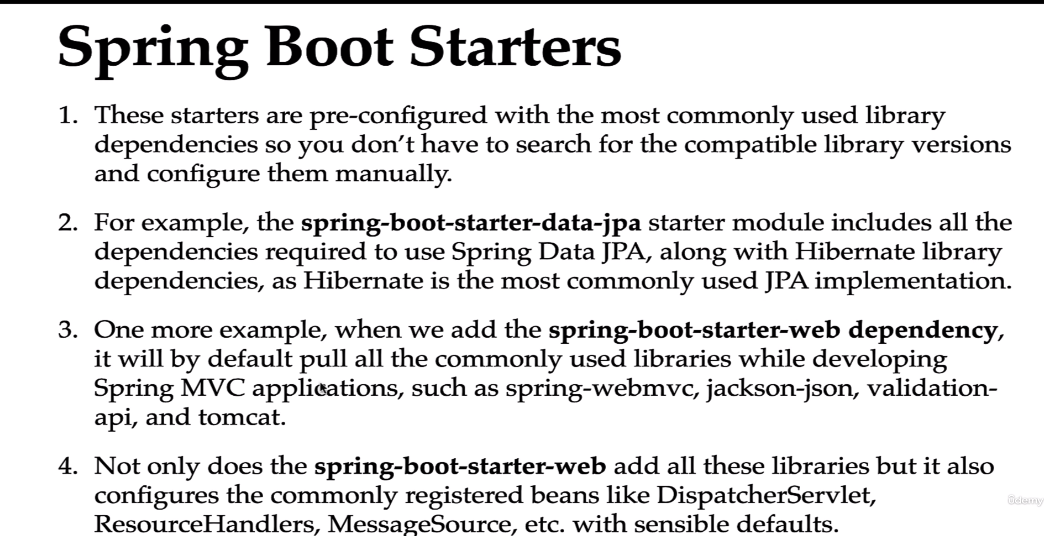 Spring Boot Starters
1. These starters are pre-configured with the most commonly used library
dependencies so you don't have to search for the compatible library versions
and configure them manually.
2. For example, the spring-boot-starter-data-jpa starter module includes all the
dependencies required to use Spring Data JPA, along with Hibernate library
dependencies, as Hibernate is the most commonly used JPA implementation.
3. One more example, when we add the spring-boot-starter-web dependency,
it will by default pull all the commonly used libraries while developing
Spring MVC applications, such as spring-webmvc, jackson-json, validation-
api, and tomcat.
4. Not only does the spring-boot-starter-web add all these libraries but it also
configures the commonly registered beans like DispatcherServlet,
ResourceHandlers, MessageSource, etc. with sensible defaults.
ûdemy